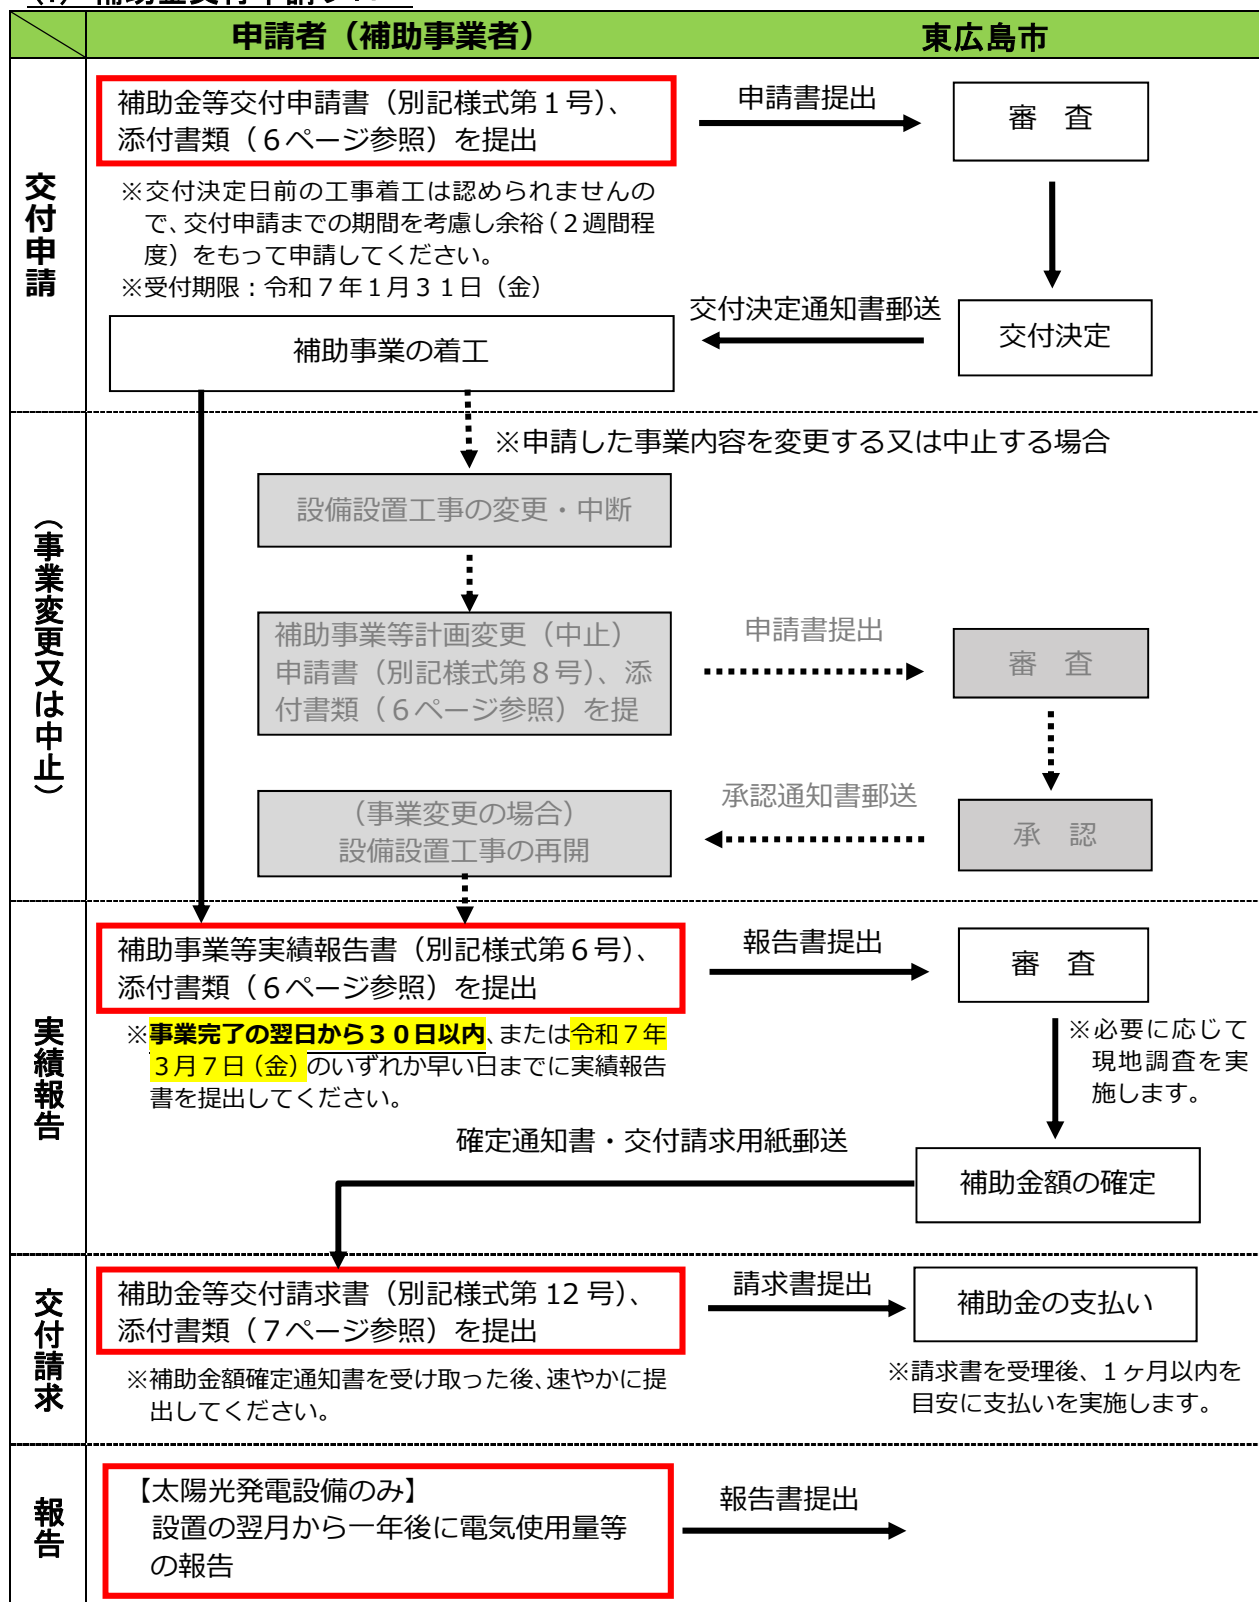 申請者（補助事業者）
東広島市
交付申請
補助金等交付申請書（別記様式第１号）、
添付書類（６ページ参照）を提出
申請書提出
審　査
※交付決定日前の工事着工は認められませんの
で、交付申請までの期間を考慮し余裕（２週間程
度）をもって申請してください。
※受付期限：令和７年１月３１日（金）
交付決定通知書郵送
交付決定
補助事業の着工
（事業変更又は中止）
※申請した事業内容を変更する又は中止する場合
設備設置工事の変更・中断
補助事業等計画変更（中止）
申請書（別記様式第８号）、添
付書類（６ページ参照）を提
申請書提出
審　査
承認通知書郵送
承　認
（事業変更の場合）
設備設置工事の再開
実績報告
補助事業等実績報告書（別記様式第６号）、
添付書類（６ページ参照）を提出
報告書提出
審　査
※事業完了の翌日から３０日以内、または令和７年
３月７日（金）のいずれか早い日までに実績報告
書を提出してください。
※必要に応じて
現地調査を実
施します。
確定通知書・交付請求用紙郵送
補助金額の確定
交付請求
補助金等交付請求書（別記様式第 12 号）、
添付書類（７ページ参照）を提出
請求書提出
補助金の支払い
※補助金額確定通知書を受け取った後、速やかに提
出してください。
※請求書を受理後、１ヶ月以内を
目安に支払いを実施します。
報告
【太陽光発電設備のみ】
設置の翌月から一年後に電気使用量等
の報告
報告書提出